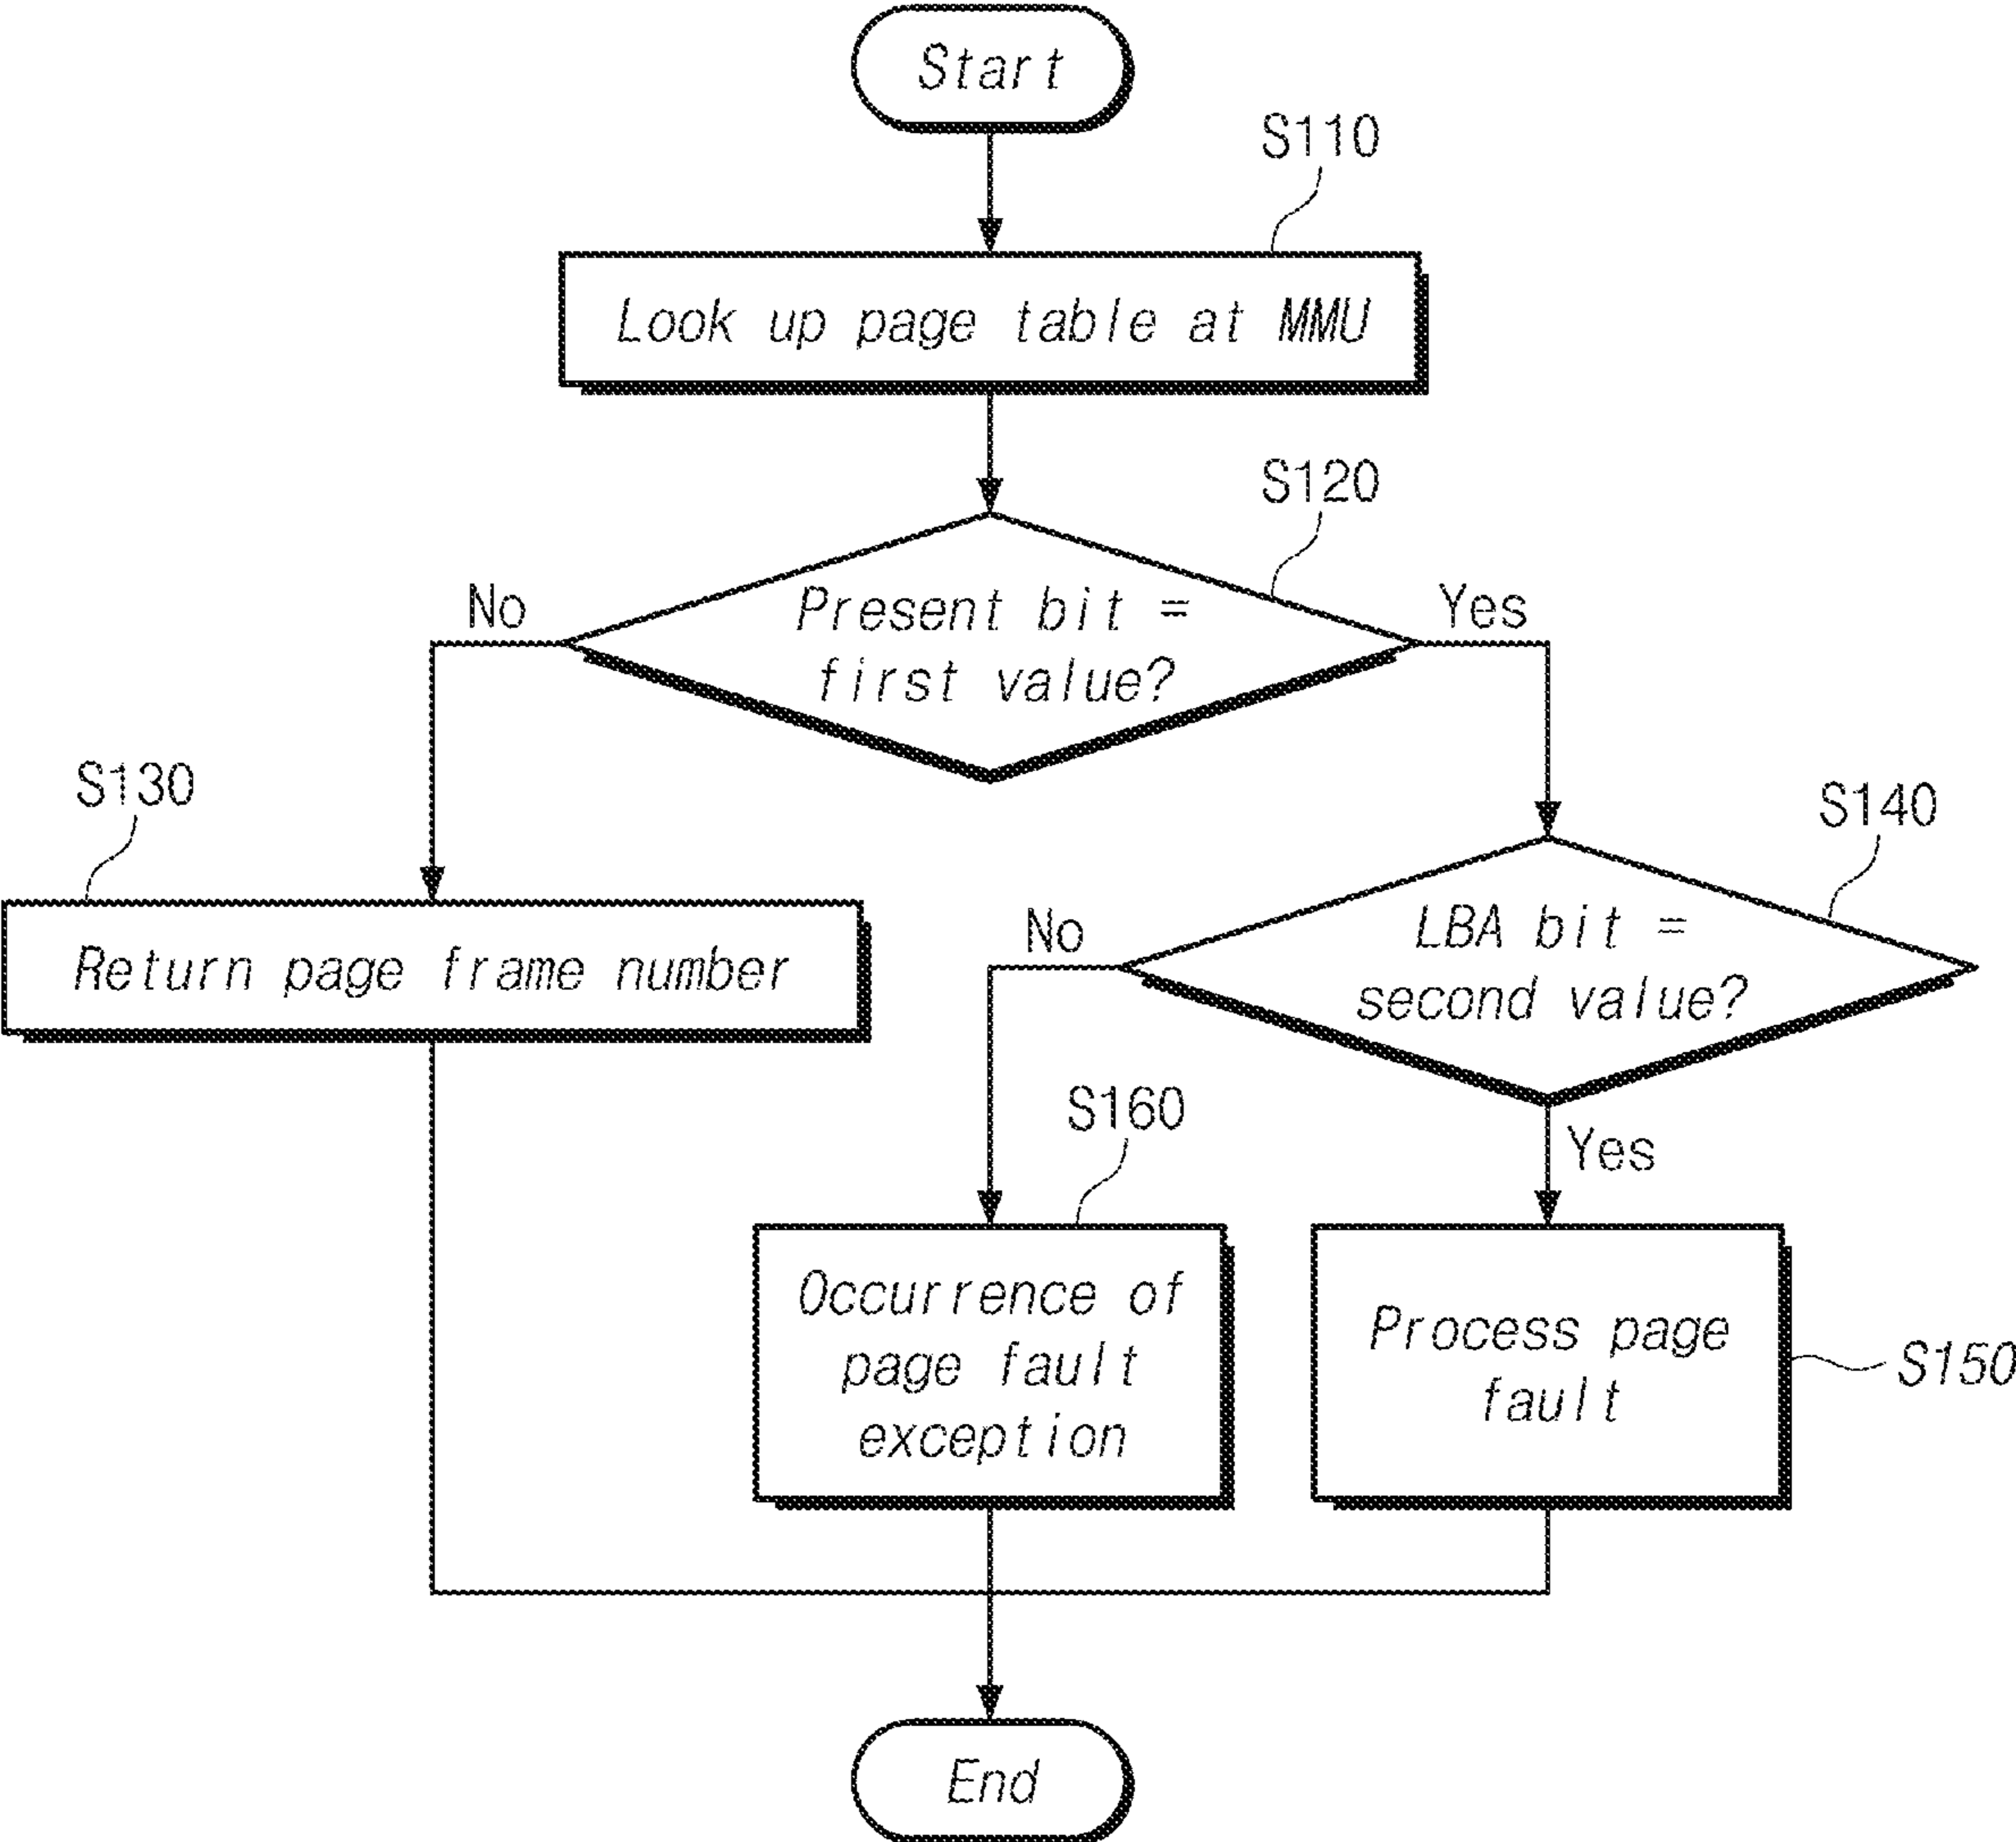 Start
S110
Look up page table at MMU
S120
No
Present bit =
first value?
Yes
S130
S140
Return page frame number
No
LBA bit =
second value?
S160
Yes
Occurrence of
page fault
exception
Process page
fault
S150
End